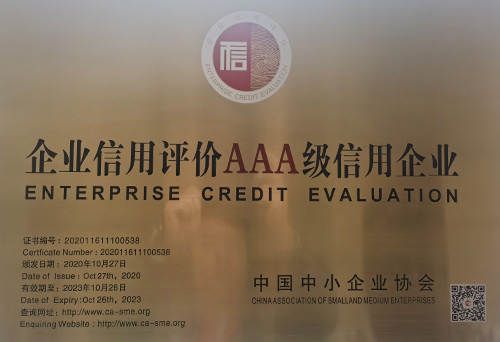 信
ENTERPRISE CREDIT EVALUATION
企业信用评价AAA级信用企业
ENTERPRISE CREDIT EVALUATION
证书编号: 202011611100538
Certficate Number : 202011611100538
颁发日期: 2020年10月27日
Date of Issue : Oct 27th, 2020
有效期至: 2023年10月26日
Date of Expiry: Oct 26th, 2023
查询网址: http://www.ca-sme.org
Enquiring Website : http://www.ca-sme.org
中国中小企业协会
CHINA ASSOCIATION OF SMALLAND MEDIUM ENTERPRISES